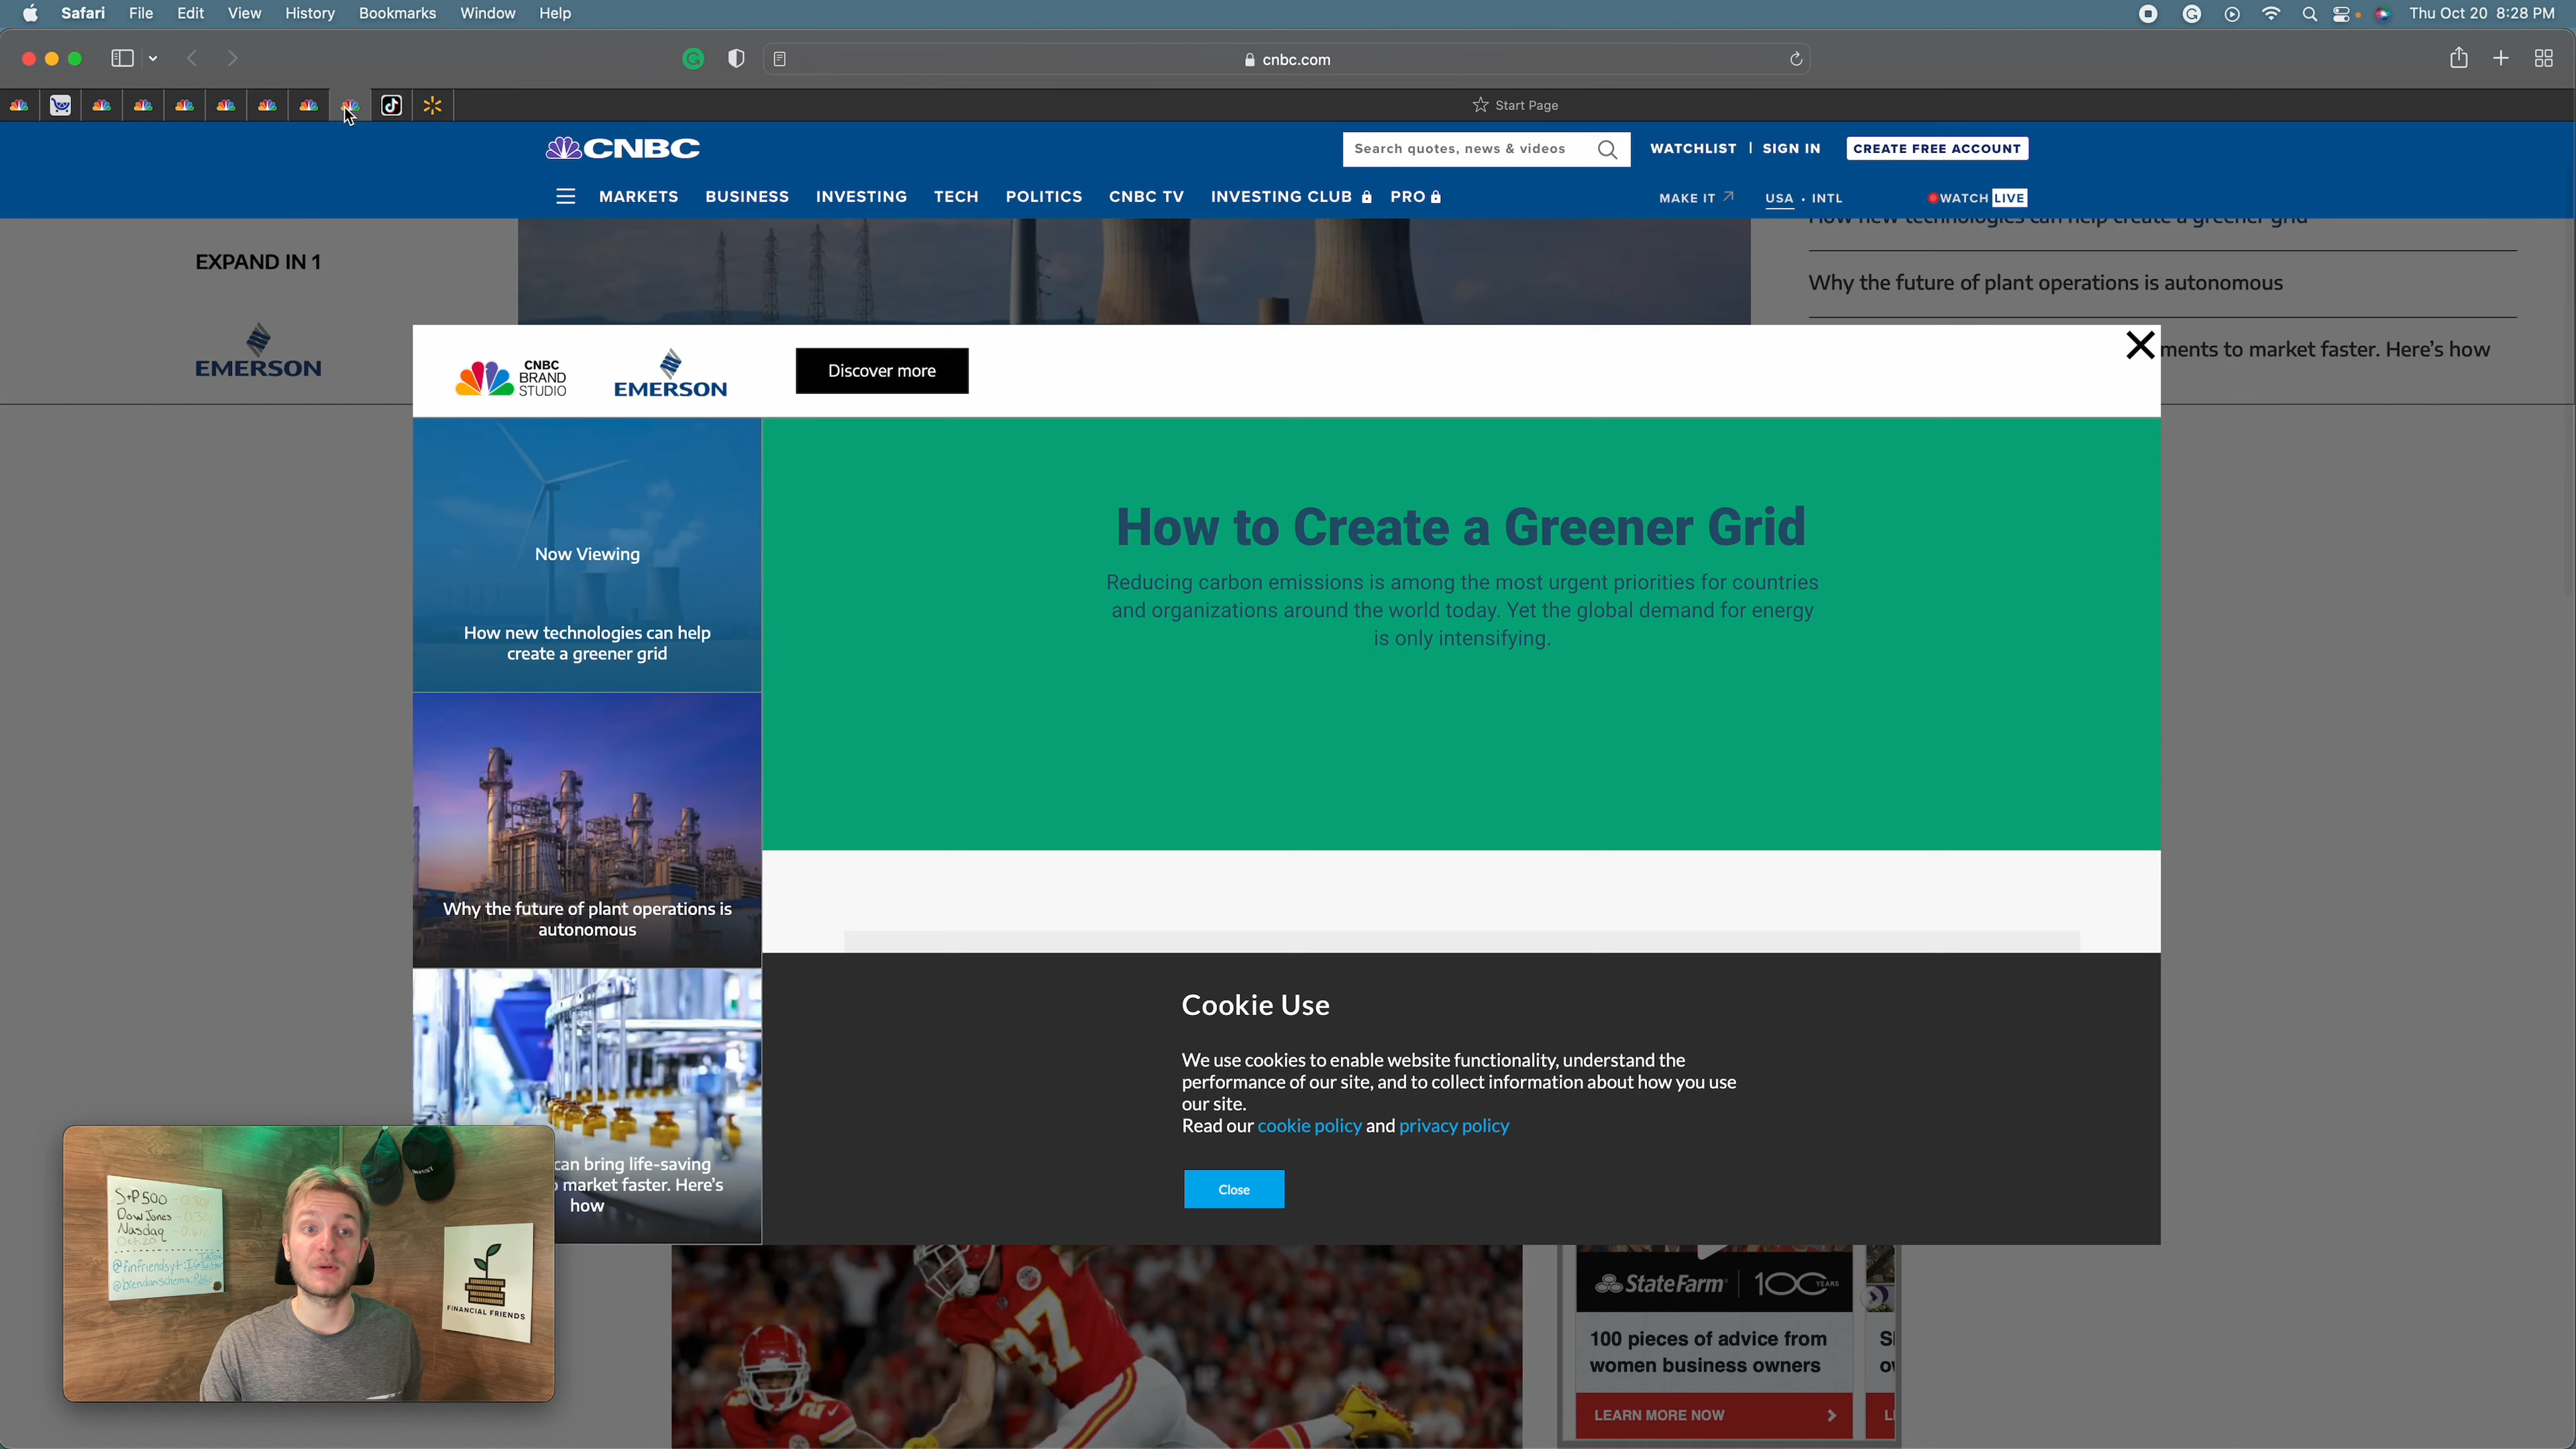 Safari File Edit View History Bookmarks Window Help
Thu Oct 20 8:28 PM
cnbc.com
Start Page
CNBC
Search quotes, news & videos
WATCHLIST | SIGN IN
CREATE FREE ACCOUNT
MARKETS BUSINESS INVESTING TECH POLITICS CNBC TV INVESTING CLUB PRO
MAKE IT
USA • INTL
WATCH LIVE
How new technologies can help create a greener grid
EXPAND IN 1
Why the future of plant operations is autonomous
EMERSON
ments to market faster. Here's how
CNBC
BRAND
STUDIO
EMERSON
Discover more
How to Create a Greener Grid
Reducing carbon emissions is among the most urgent priorities for countries
and organizations around the world today. Yet the global demand for energy
is only intensifying.
Now Viewing
How new technologies can help
create a greener grid
Why the future of plant operations is
autonomous
can bring life-saving
market faster. Here's
how
Cookie Use
We use cookies to enable website functionality, understand the
performance of our site, and to collect information about how you use
our site.
Read our cookie policy and privacy policy
Close
S+P 500
Dow Jones
Nasdaq
Oct. 20
@finfriendsyt
@brendanschema
FINANCIAL FRIENDS
87
2
StateFarm 100 YEARS
100 pieces of advice from
women business owners
LEARN MORE NOW